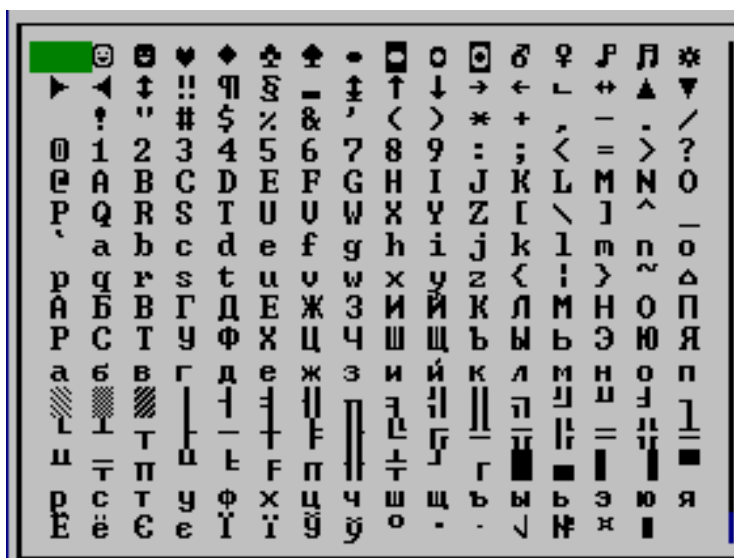 ☺ ☻ ♥ ♦ ♣ ♠ • ◘ ○ ◙ ♂ ♀ ♪ ♫ ☼
► ◄ ↕ ‼ ¶ § ▬ ↨ ↑ ↓ → ← ∟ ↔ ▲ ▼
! " # $ % & ' ( ) * + , - . /
0 1 2 3 4 5 6 7 8 9 : ; < = > ?
@ A B C D E F G H I J K L M N O
P Q R S T U V W X Y Z [ \ ] ^ _
` a b c d e f g h i j k l m n o
p q r s t u v w x y z { ¦ } ~ ⌂
А Б В Г Д Е Ж З И Й К Л М Н О П
Р С Т У Ф Х Ц Ч Ш Щ Ъ Ы Ь Э Ю Я
а б в г д е ж з и й к л м н о п
░ ▒ ▓ │ ┤ ╡ ╢ ╖ ╕ ╣ ║ ╗ ╝ ╜ ╛ ┐
└ ┴ ┬ ├ ─ ┼ ╞ ╟ ╚ ╔ ╩ ╦ ╠ ═ ╬ ╧
╨ ╤ ╥ ╙ ╘ ╒ ╓ ╫ ╪ ┘ ┌ █ ▄ ▌ ▐ ▀
р с т у ф х ц ч ш щ ъ ы ь э ю я
Ё ё Є є Ї ї Ў ў ° ∙ · √ № ¤ ■